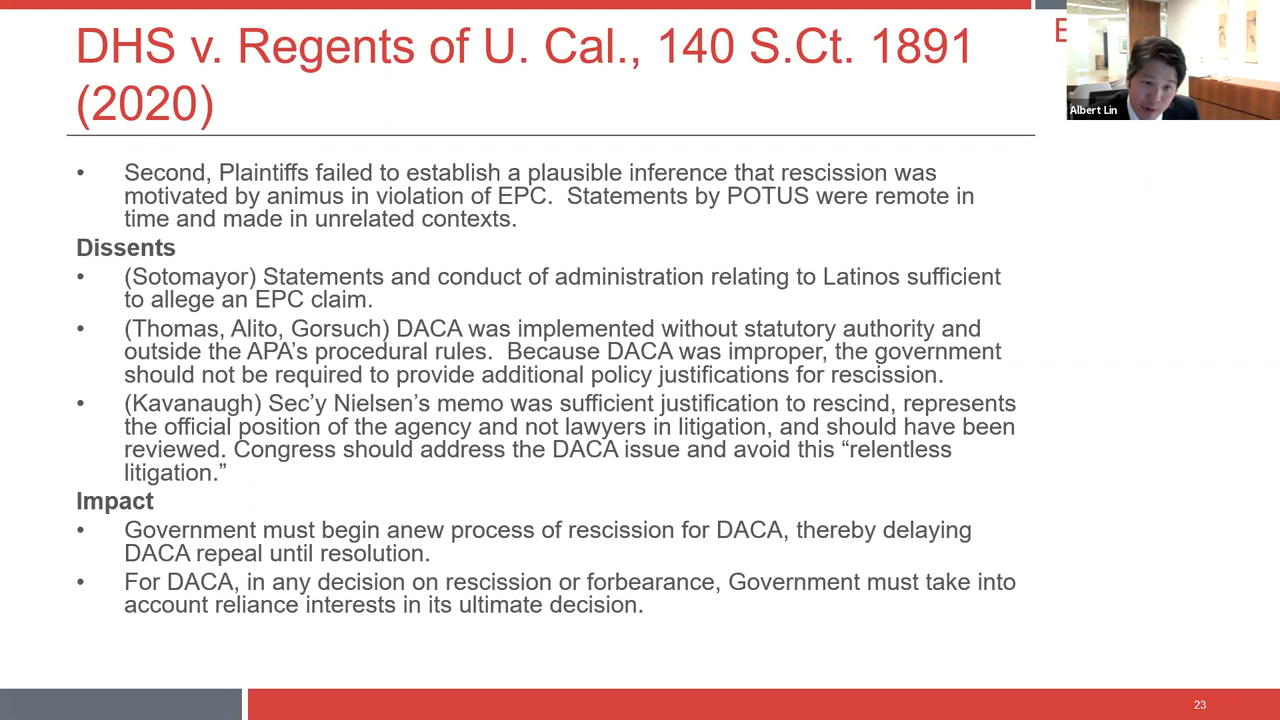 DHS v. Regents of U. Cal., 140 S.Ct. 1891
(2020)
E
Albert Lin
• Second, Plaintiffs failed to establish a plausible inference that rescission was
motivated by animus in violation of EPC.  Statements by POTUS were remote in
time and made in unrelated contexts.
Dissents
• (Sotomayor) Statements and conduct of administration relating to Latinos sufficient
to allege an EPC claim.
• (Thomas, Alito, Gorsuch) DACA was implemented without statutory authority and
outside the APA’s procedural rules.  Because DACA was improper, the government
should not be required to provide additional policy justifications for rescission.
• (Kavanaugh) Sec’y Nielsen’s memo was sufficient justification to rescind, represents
the official position of the agency and not lawyers in litigation, and should have been
reviewed. Congress should address the DACA issue and avoid this “relentless
litigation.”
Impact
• Government must begin anew process of rescission for DACA, thereby delaying
DACA repeal until resolution.
• For DACA, in any decision on rescission or forbearance, Government must take into
account reliance interests in its ultimate decision.
23